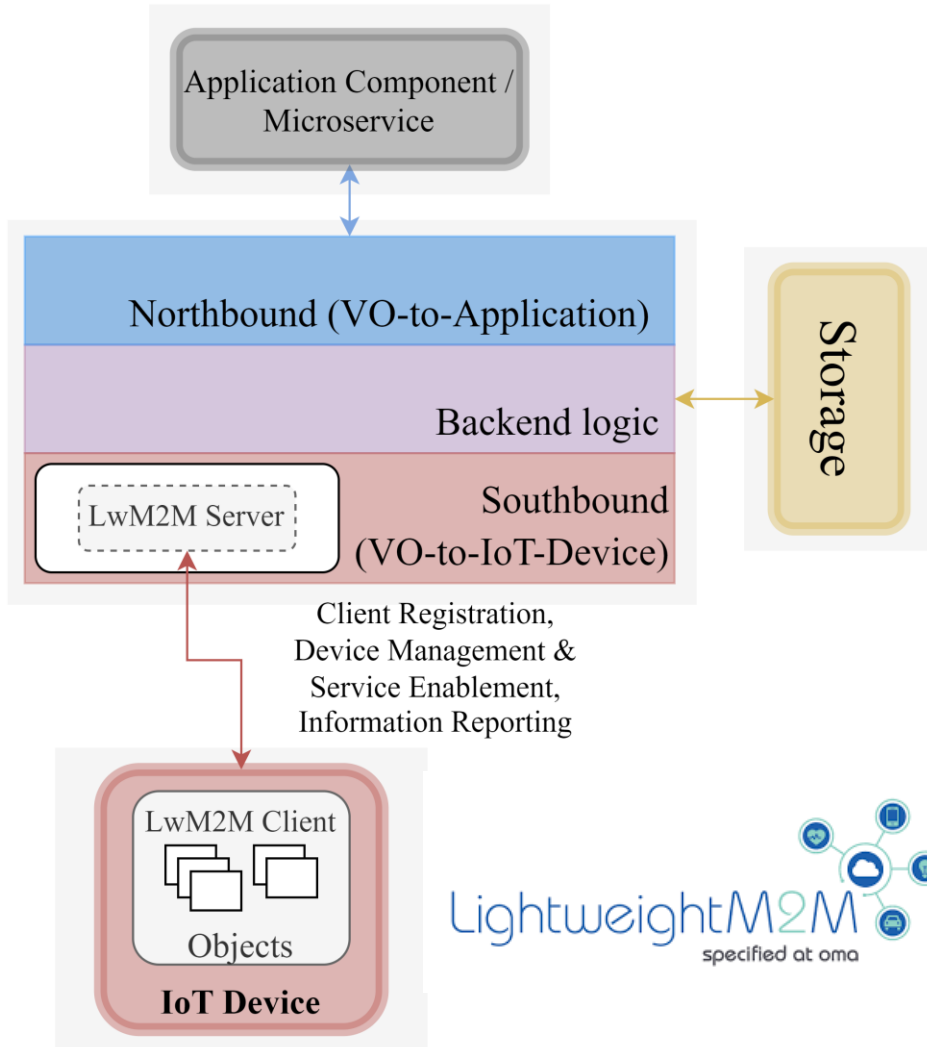 Application Component /
Microservice
Northbound (VO-to-Application)
Backend logic
Storage
LwM2M Server
Southbound
(VO-to-IoT-Device)
Client Registration,
Device Management &
Service Enablement,
Information Reporting
LwM2M Client
Objects
IoT Device
LightweightM2M
specified at oma